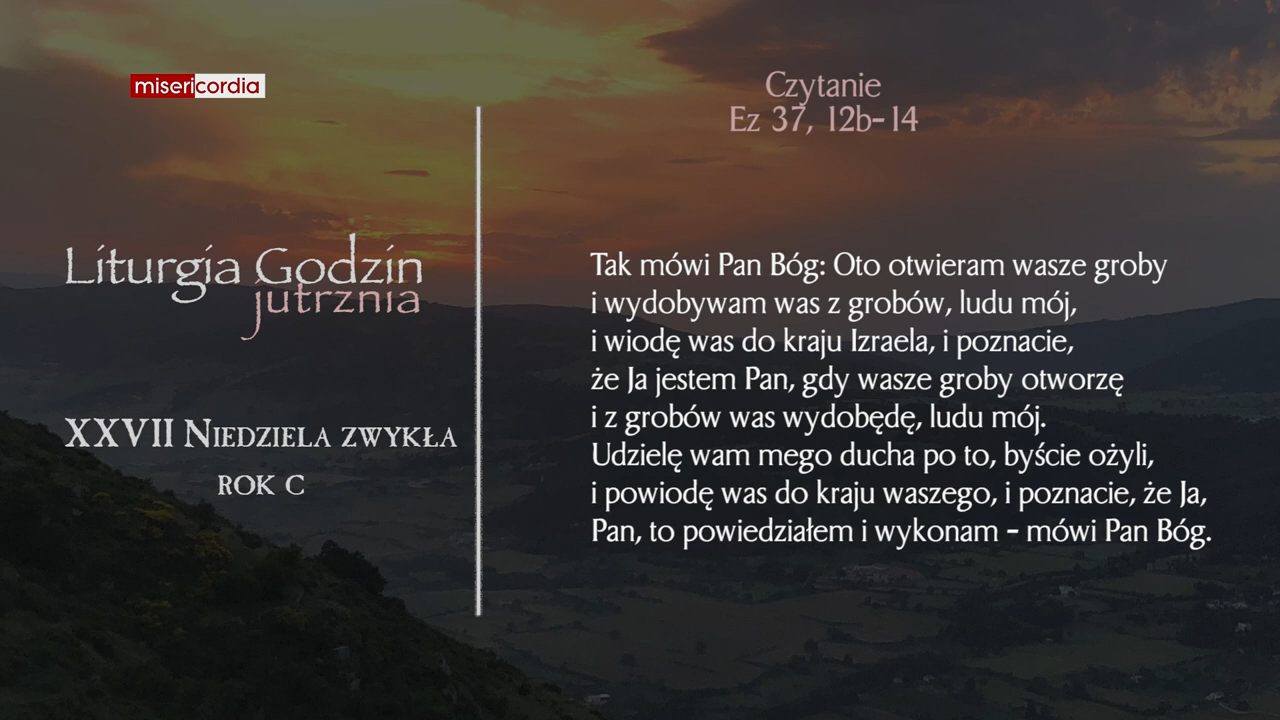 misericordia
Liturgia Godzin
jutrznia
XXVII Niedziela zwykła
rok C
Czytanie
Ez 37, 12b-14
Tak mówi Pan Bóg: Oto otwieram wasze groby
i wydobywam was z grobów, ludu mój,
i wiodę was do kraju Izraela, i poznacie,
że Ja jestem Pan, gdy wasze groby otworzę
i z grobów was wydobędę, ludu mój.
Udzielę wam mego ducha po to, byście ożyli,
i powiodę was do kraju waszego, i poznacie, że Ja,
Pan, to powiedziałem i wykonam - mówi Pan Bóg.